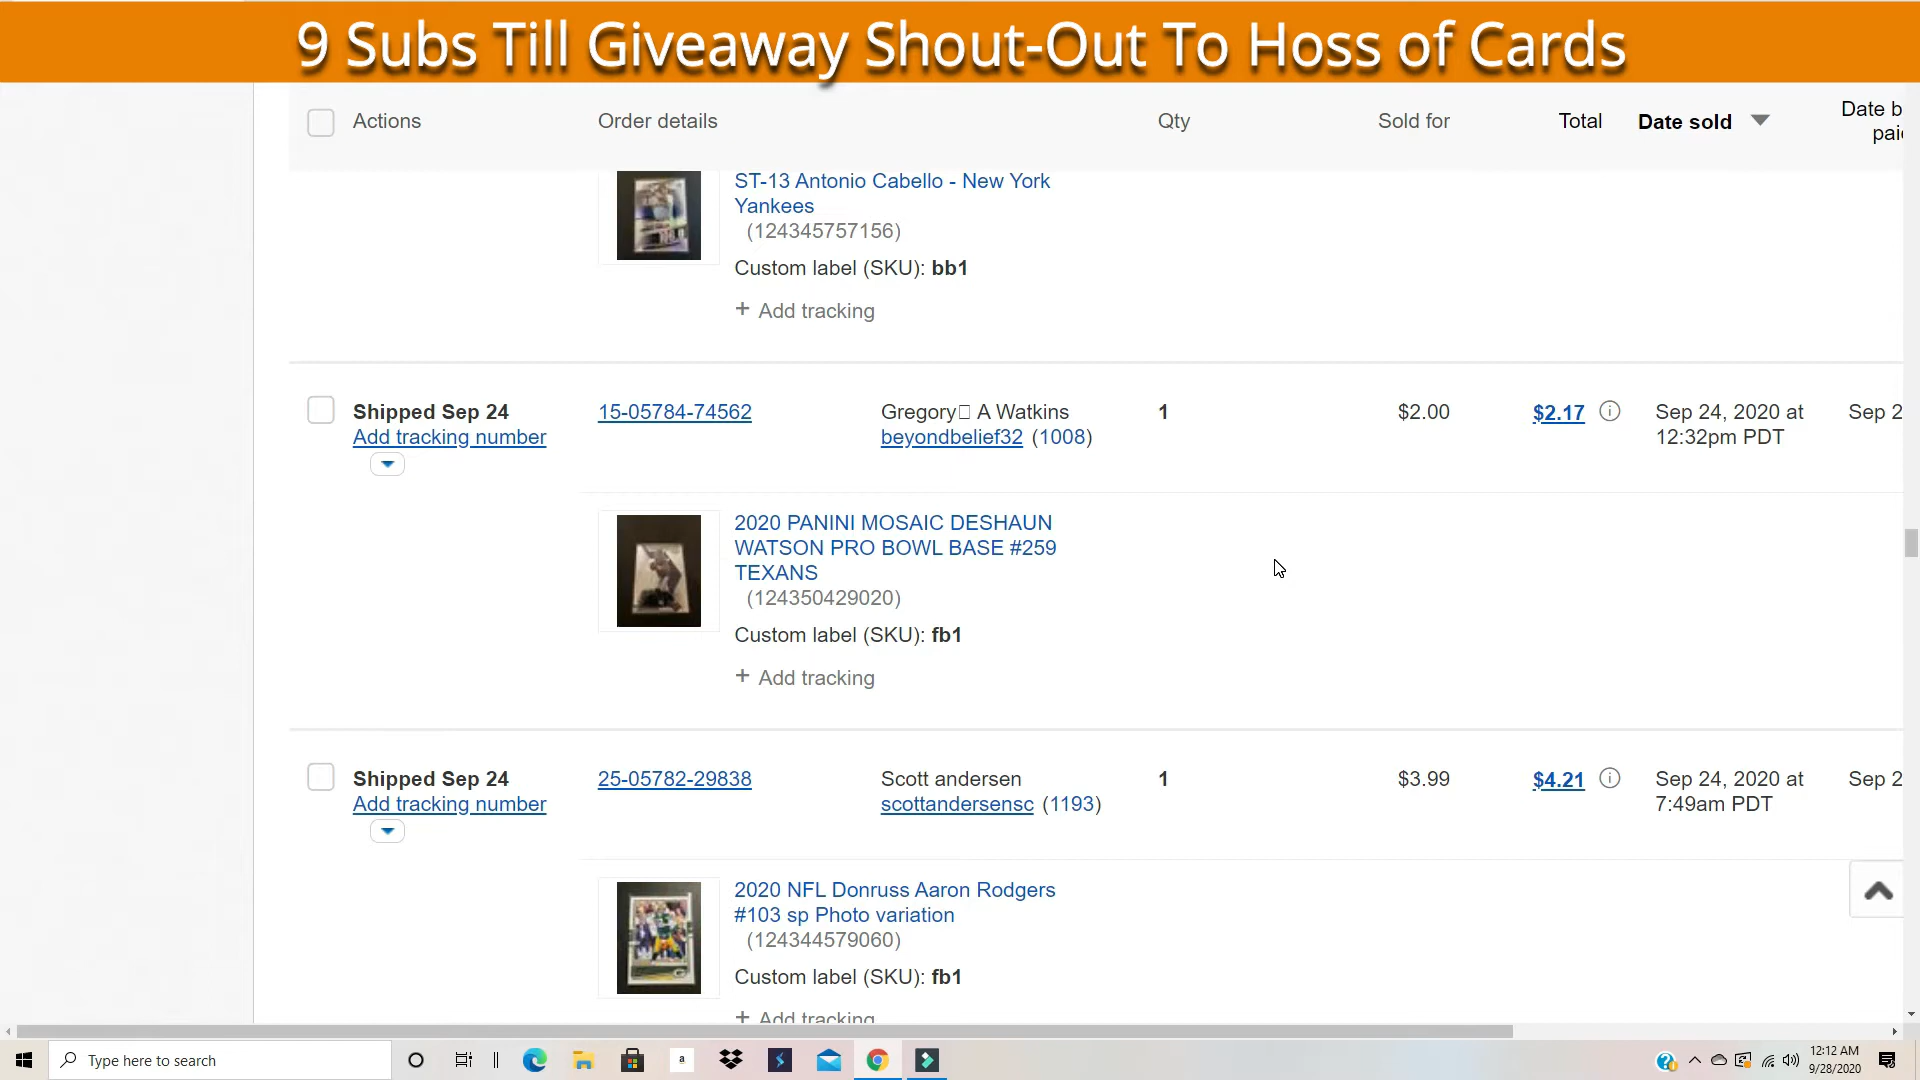 9 Subs Till Giveaway Shout-Out To Hoss of Cards
Actions Order details Qty Sold for Total Date sold Date b
paid
ST-13 Antonio Cabello - New York
Yankees
(124345757156)
Custom label (SKU): bb1
+ Add tracking
Shipped Sep 24 15-05784-74562 Gregory A Watkins 1 $2.00 $2.17 Sep 24, 2020 at Sep 2
Add tracking number beyondbelief32 (1008) 12:32pm PDT
2020 PANINI MOSAIC DESHAUN
WATSON PRO BOWL BASE #259
TEXANS
(124350429020)
Custom label (SKU): fb1
+ Add tracking
Shipped Sep 24 25-05782-29838 Scott andersen 1 $3.99 $4.21 Sep 24, 2020 at Sep 2
Add tracking number scottandersensc (1193) 7:49am PDT
2020 NFL Donruss Aaron Rodgers
#103 sp Photo variation
(124344579060)
Custom label (SKU): fb1
+ Add tracking
Type here to search
12:12 AM
9/28/2020